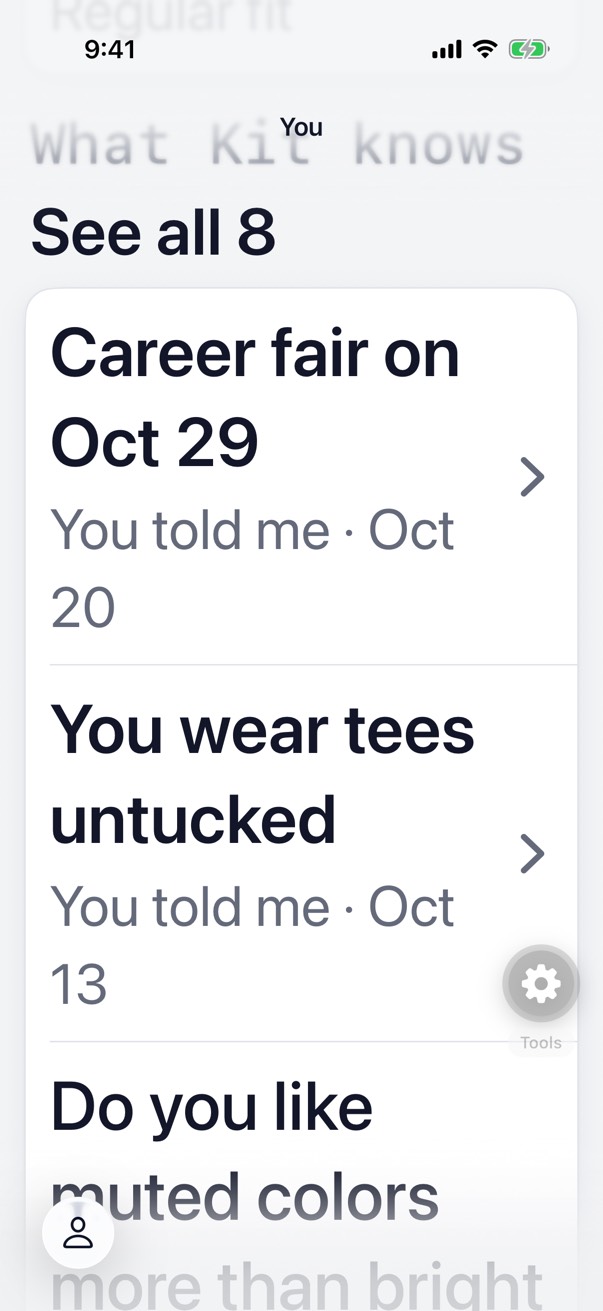 Regular fit
9:41
You
What Kit knows
See all 8
Career fair on
Oct 29
You told me · Oct
20
You wear tees
untucked
You told me · Oct
13
Tools
Do you like
muted colors
more than bright